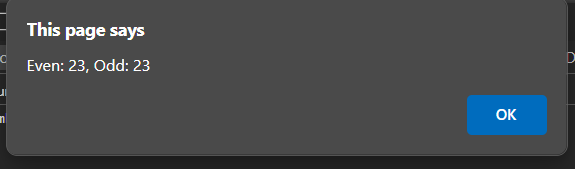 This page says
Even: 23, Odd: 23
OK